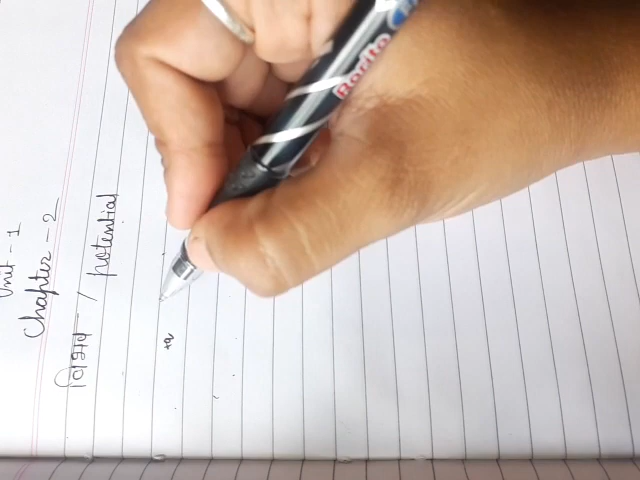 Unit - 1
Chapter - 2
विभव / potential
+q
Rorito